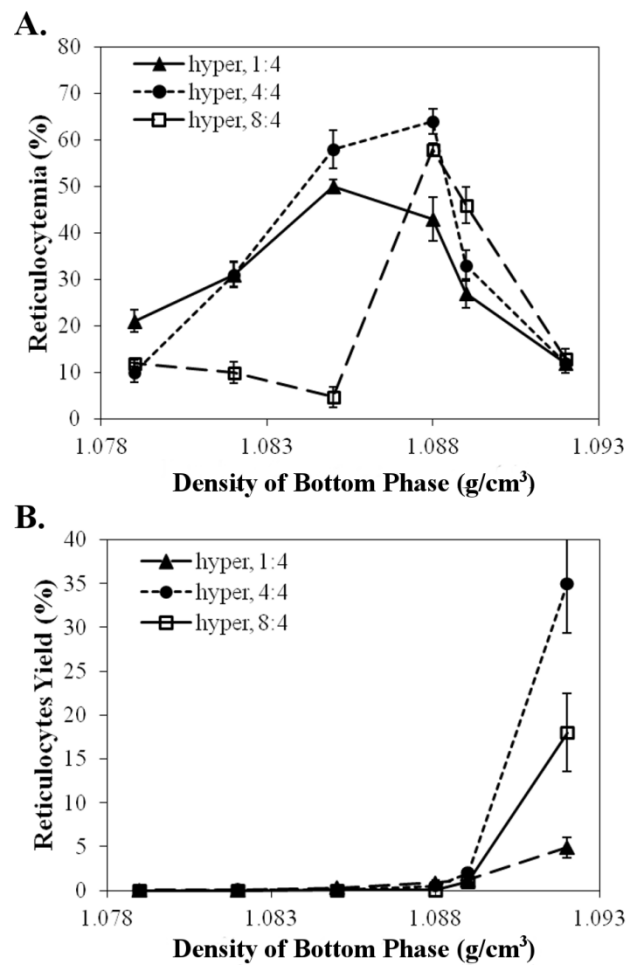 A.
80
70
60
50
40
30
20
10
0
Reticulocytemia (%)
hyper, 1:4
hyper, 4:4
hyper, 8:4
1.078 1.083 1.088 1.093
Density of Bottom Phase (g/cm³)
B.
40
35
30
25
20
15
10
5
0
Reticulocytes Yield (%)
hyper, 1:4
hyper, 4:4
hyper, 8:4
1.078 1.083 1.088 1.093
Density of Bottom Phase (g/cm³)